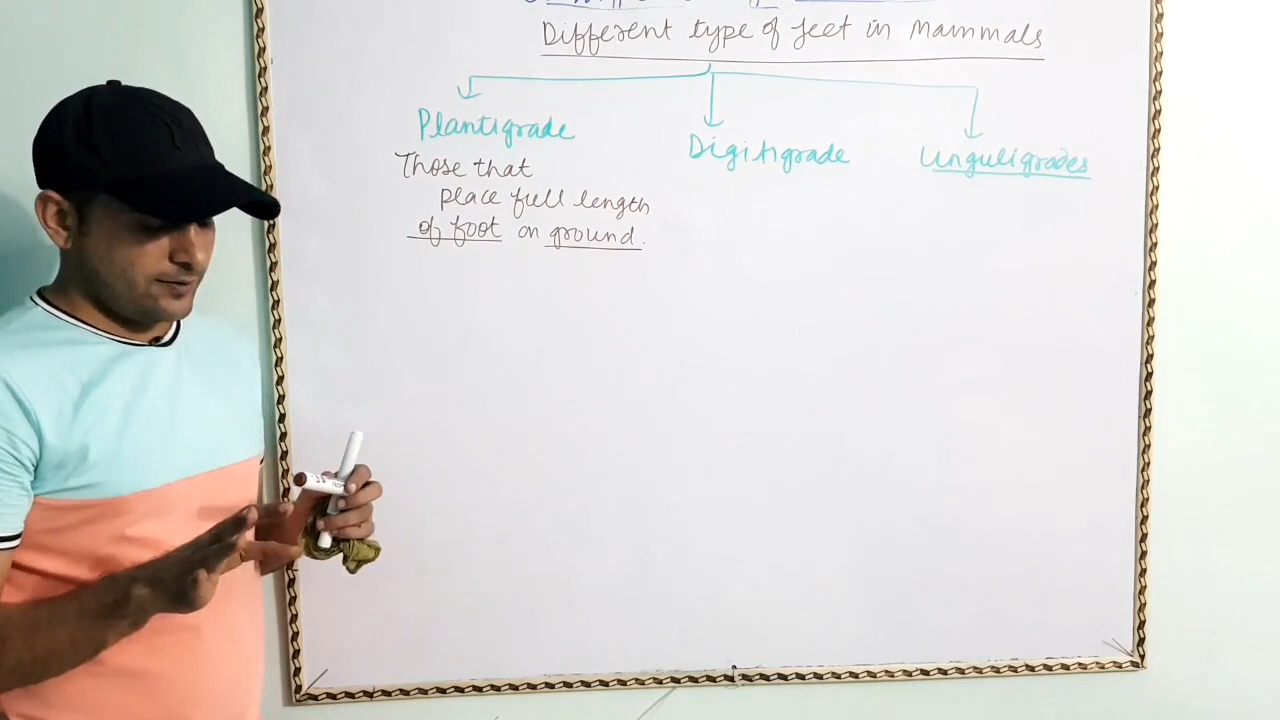 Different type of feet in Mammals
Plantigrade
Those that
place full length
of foot on ground.
Digitigrade
Unguligrades